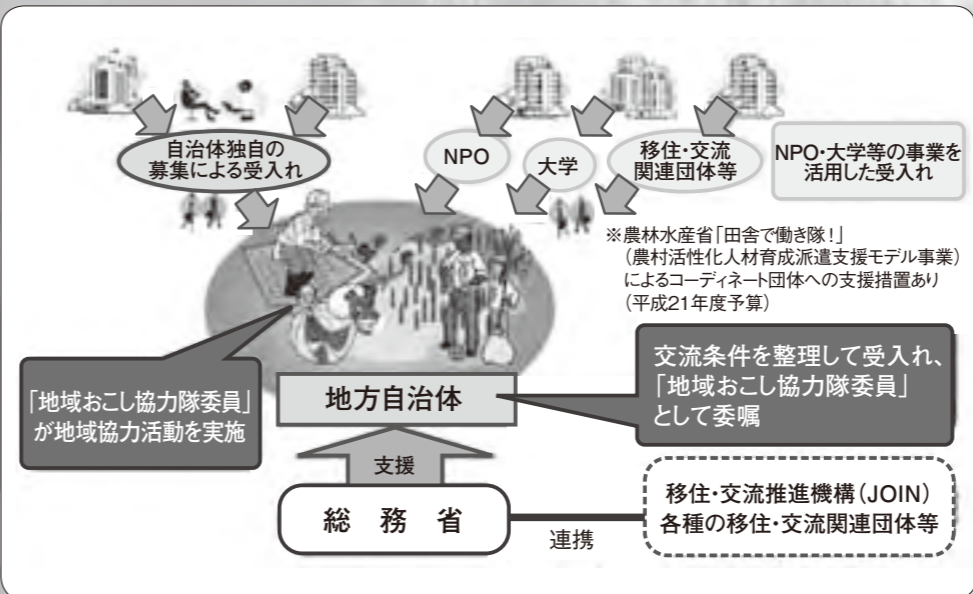 自治体独自の
募集による受入れ
NPO
大学
移住・交流
関連団体等
NPO・大学等の事業を
活用した受入れ
※農林水産省「田舎で働き隊!」
(農村活性化人材育成派遣支援モデル事業)
によるコーディネート団体への支援措置あり
(平成21年度予算)
「地域おこし協力隊委員」
が地域協力活動を実施
地方自治体
交流条件を整理して受入れ、
「地域おこし協力隊委員」
として委嘱
支援
総務省
連携
移住・交流推進機構(JOIN)
各種の移住・交流関連団体等